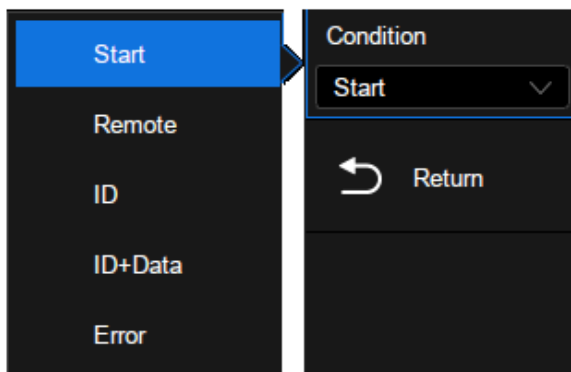 Start
Remote
ID
ID+Data
Error
Condition
Start
Return